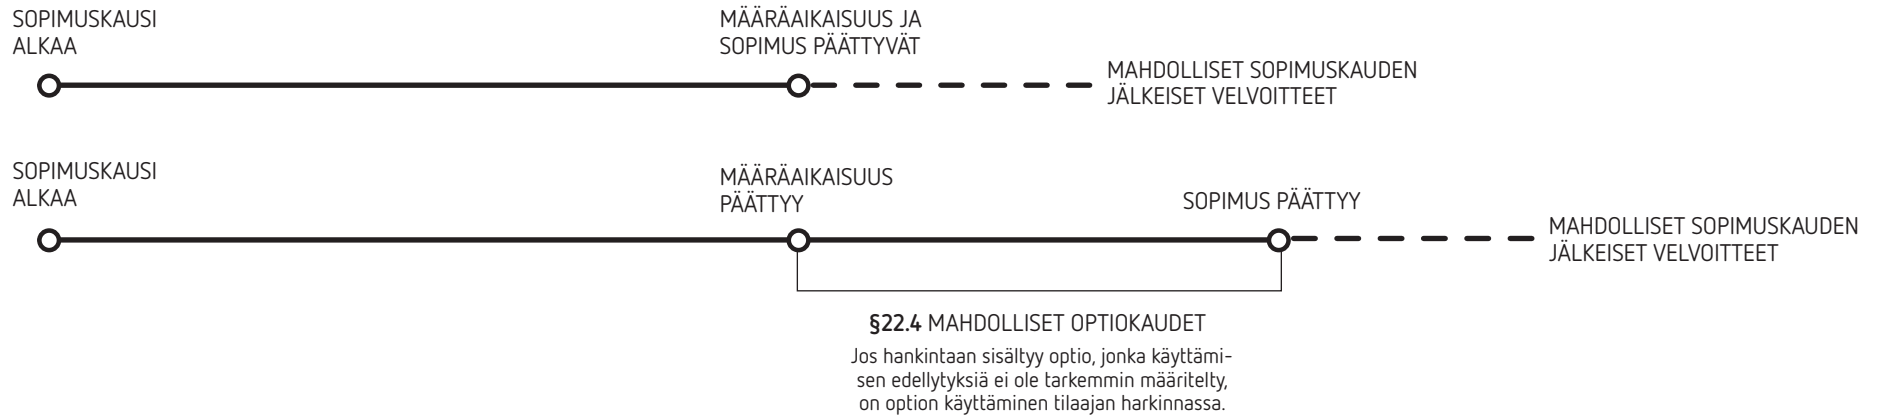 SOPIMUSKAUSI
ALKAA
MÄÄRÄAIKAISUUS JA
SOPIMUS PÄÄTTYVÄT
MAHDOLLISET SOPIMUSKAUDEN
JÄLKEISET VELVOITTEET
SOPIMUSKAUSI
ALKAA
MÄÄRÄAIKAISUUS
PÄÄTTYY
SOPIMUS PÄÄTTYY
MAHDOLLISET SOPIMUSKAUDEN
JÄLKEISET VELVOITTEET
§22.4 MAHDOLLISET OPTIOKAUDET
Jos hankintaan sisältyy optio, jonka käyttämi-
sen edellytyksiä ei ole tarkemmin määritelty,
on option käyttäminen tilaajan harkinnassa.